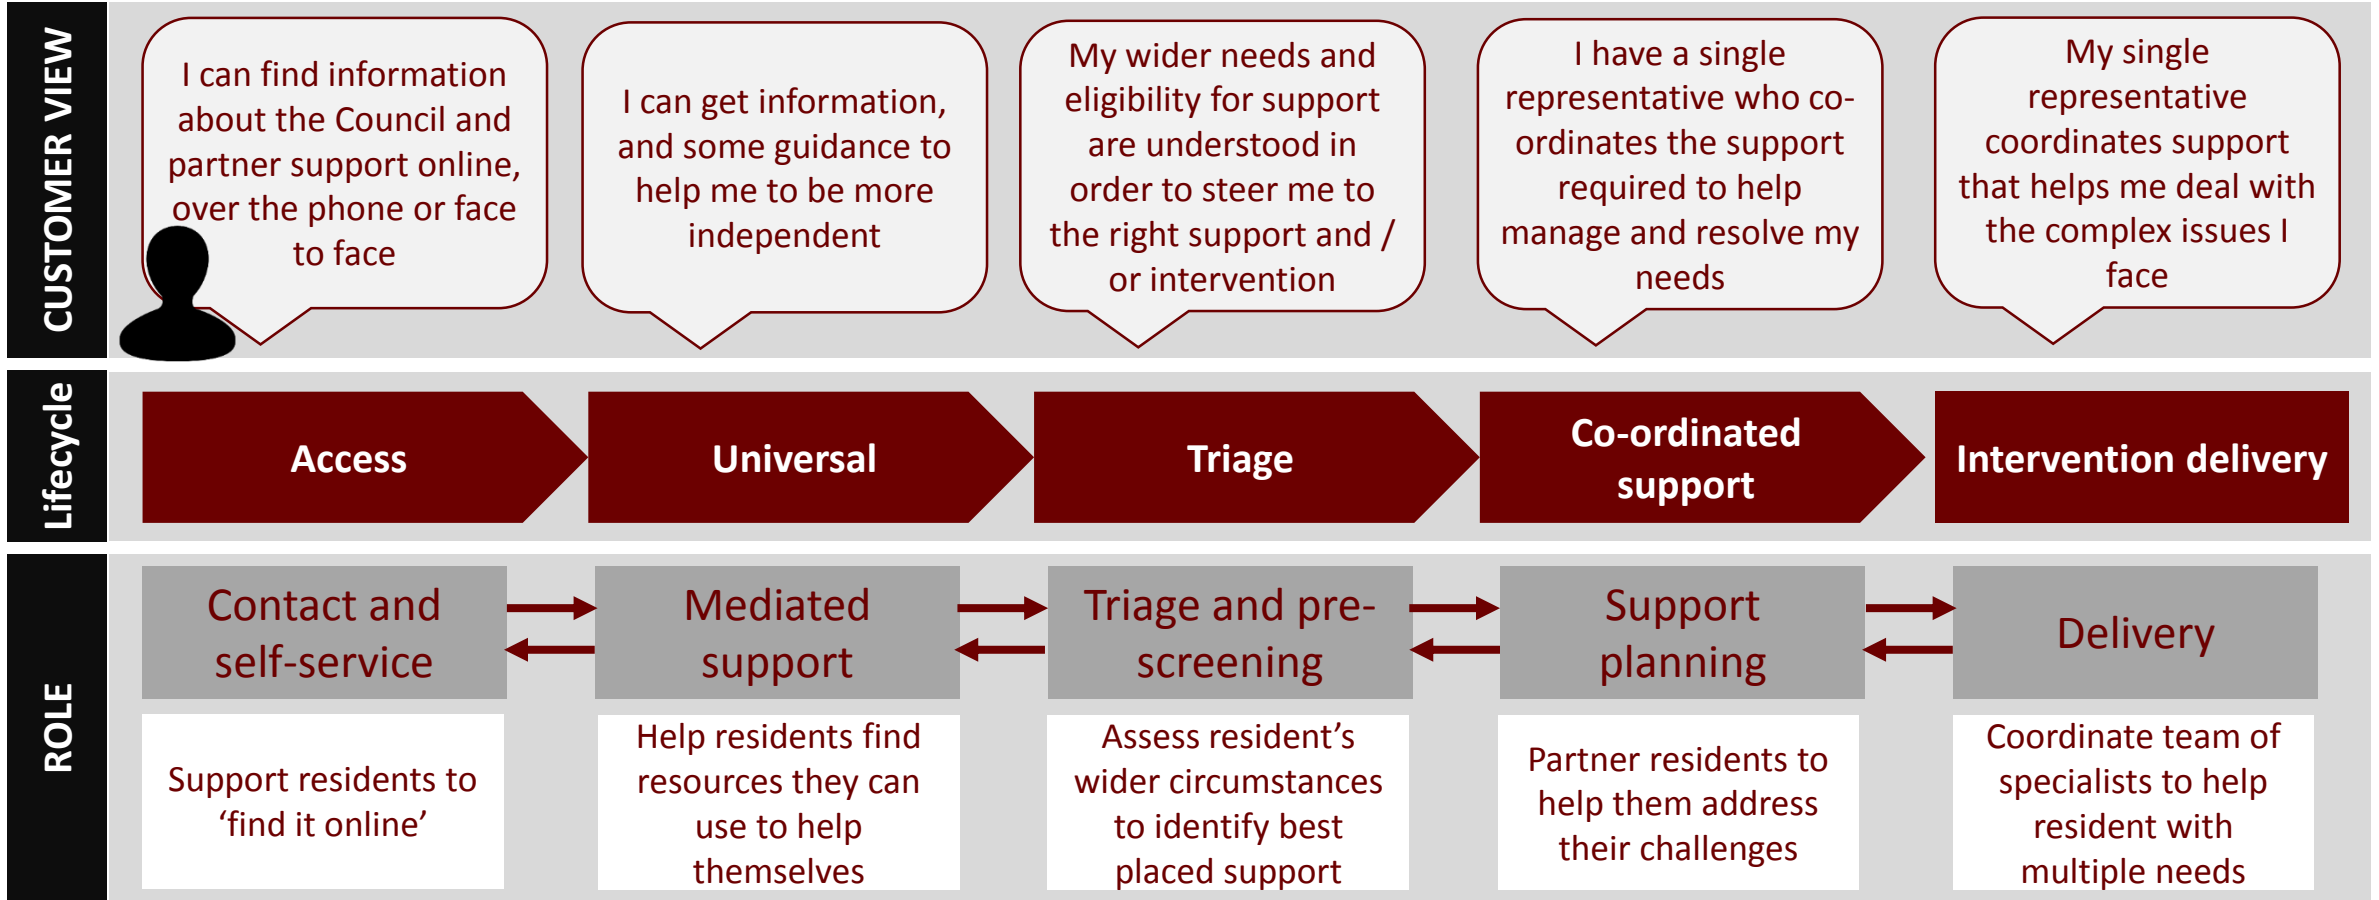 CUSTOMER VIEW
I can find information
about the Council and
partner support online,
over the phone or face
to face
I can get information,
and some guidance to
help me to be more
independent
My wider needs and
eligibility for support
are understood in
order to steer me to
the right support and /
or intervention
I have a single
representative who co-
ordinates the support
required to help
manage and resolve my
needs
My single
representative
coordinates support
that helps me deal with
the complex issues I
face
Lifecycle
Access
Universal
Triage
Co-ordinated
support
Intervention delivery
ROLE
Contact and
self-service
Mediated
support
Triage and pre-
screening
Support
planning
Delivery
Support residents to
‘find it online’
Help residents find
resources they can
use to help
themselves
Assess resident’s
wider circumstances
to identify best
placed support
Partner residents to
help them address
their challenges
Coordinate team of
specialists to help
resident with
multiple needs